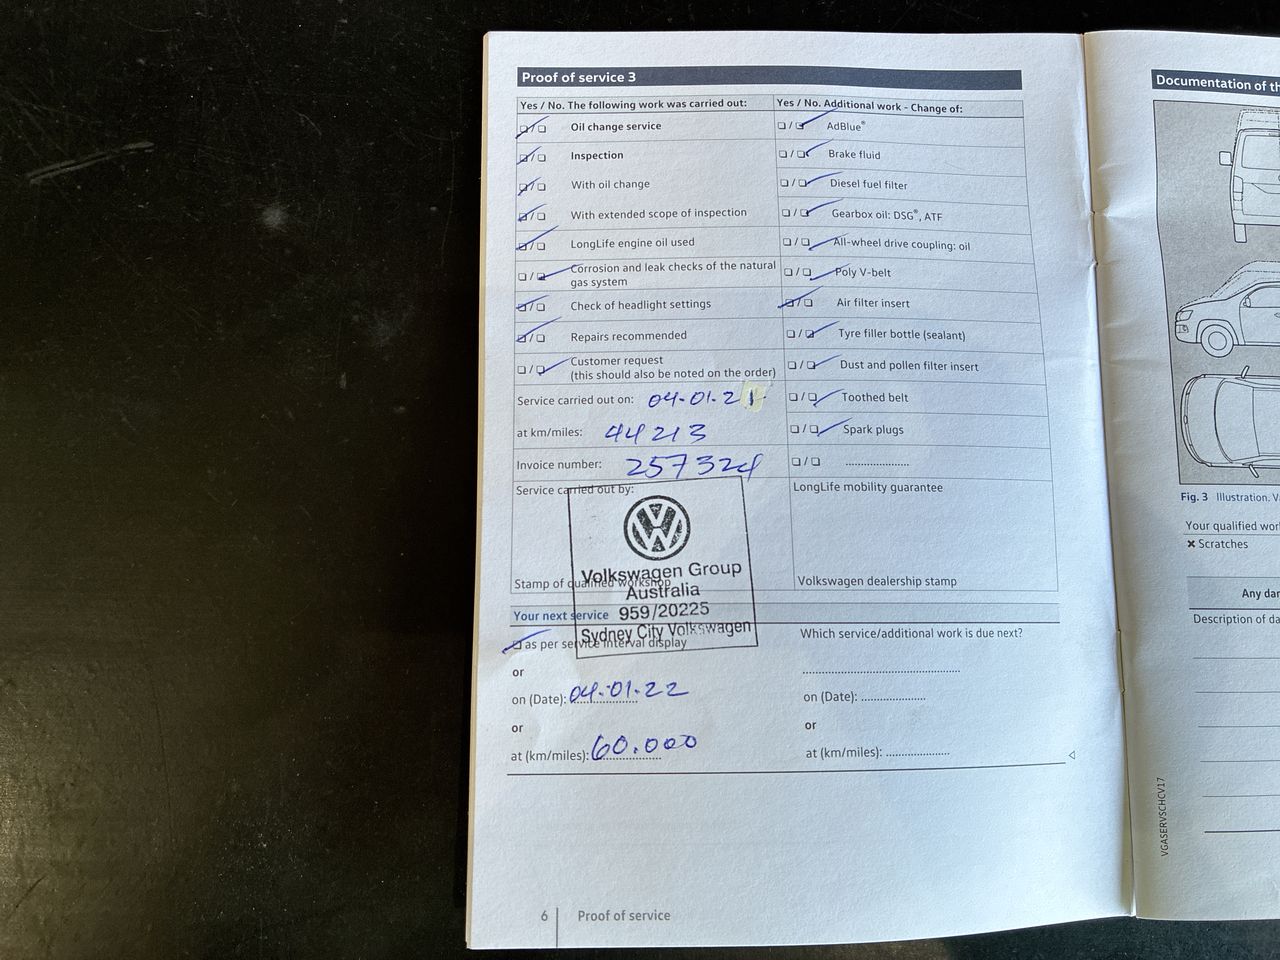 Proof of service 3
Yes / No. The following work was carried out:
Oil change service
Inspection
With oil change
With extended scope of inspection
LongLife engine oil used
Corrosion and leak checks of the natural
gas system
Check of headlight settings
Repairs recommended
Customer request
(this should also be noted on the order)
Service carried out on: 04-01-21
at km/miles: 44213
Invoice number: 257324
Service carried out by:
Volkswagen Group
Australia
959/20225
Sydney City Volkswagen
Stamp of qualified workshop
Yes / No. Additional work - Change of:
AdBlue®
Brake fluid
Diesel fuel filter
Gearbox oil: DSG®, ATF
All-wheel drive coupling: oil
Poly V-belt
Air filter insert
Tyre filler bottle (sealant)
Dust and pollen filter insert
Toothed belt
Spark plugs
LongLife mobility guarantee
Volkswagen dealership stamp
Your next service
as per service interval display
or
on (Date): 04-01-22
or
at (km/miles): 60.000
Which service/additional work is due next?
on (Date):
or
at (km/miles):
6 Proof of service
Documentation of th
Fig. 3 Illustration. V
Your qualified wor
✖ Scratches
Any dar
Description of da
VGASERVSCHCV17